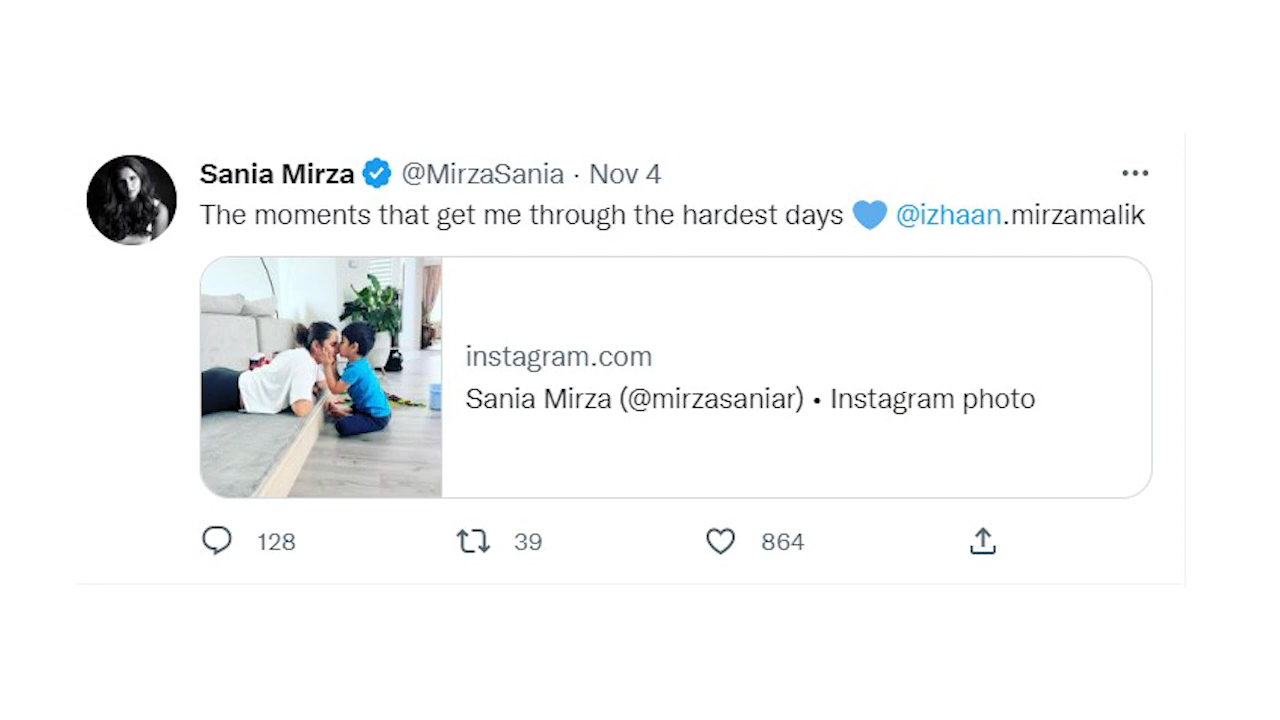 Sania Mirza @MirzaSania · Nov 4
The moments that get me through the hardest days 💙 @izhaan.mirzamalik
instagram.com
Sania Mirza (@mirzasaniar) • Instagram photo
128 39 864